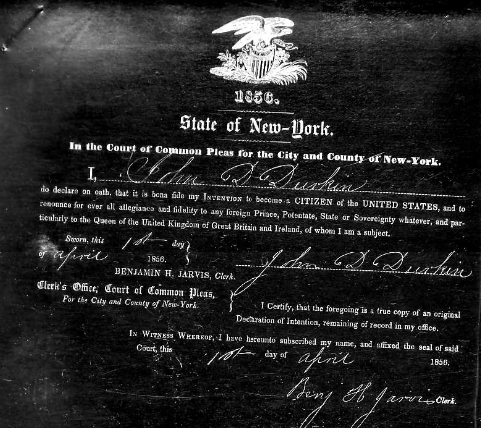 1856.
State of New-York.
In the Court of Common Pleas for the City and County of New-York.
I, John D Durkin
do declare on oath, that it is bona fide my INTENTION to become a CITIZEN of the UNITED STATES, and to
renounce for ever all allegiance and fidelity to any foreign Prince, Potentate, State or Sovereignty whatever, and par-
ticularly to the Queen of the United Kingdom of Great Britain and Ireland, of whom I am a subject.
Sworn, this 1st day
of April 1856.
John D Durkin
BENJAMIN H. JARVIS, Clerk.
Clerk's Office, Court of Common Pleas,
For the City and County of New-York.
I Certify, that the foregoing is a true copy of an original
Declaration of Intention, remaining of record in my office.
IN WITNESS WHEREOF, I have hereunto subscribed my name, and affixed the seal of said
Court, this 1st day of April 1856.
Benj H Jarvis Clerk.